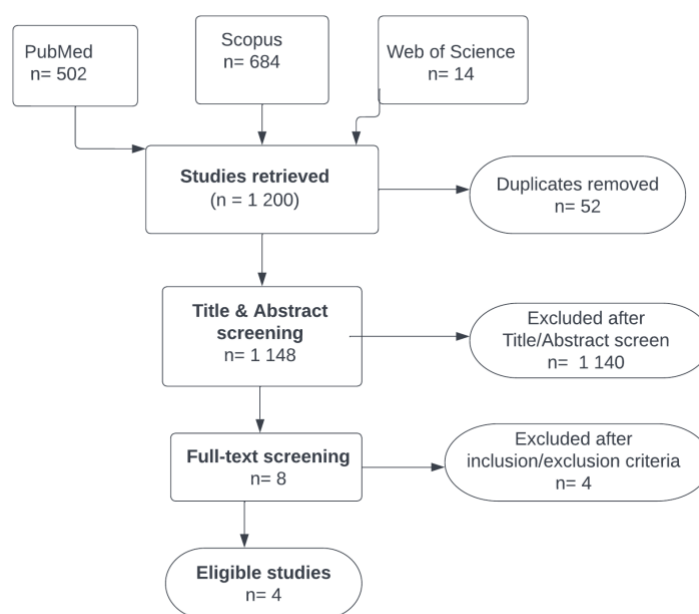 PubMed
n= 502
Scopus
n= 684
Web of Science
n= 14
Studies retrieved
(n = 1 200)
Duplicates removed
n= 52
Title & Abstract
screening
n= 1 148
Excluded after
Title/Abstract screen
n= 1 140
Full-text screening
n= 8
Excluded after
inclusion/exclusion criteria
n= 4
Eligible studies
n= 4